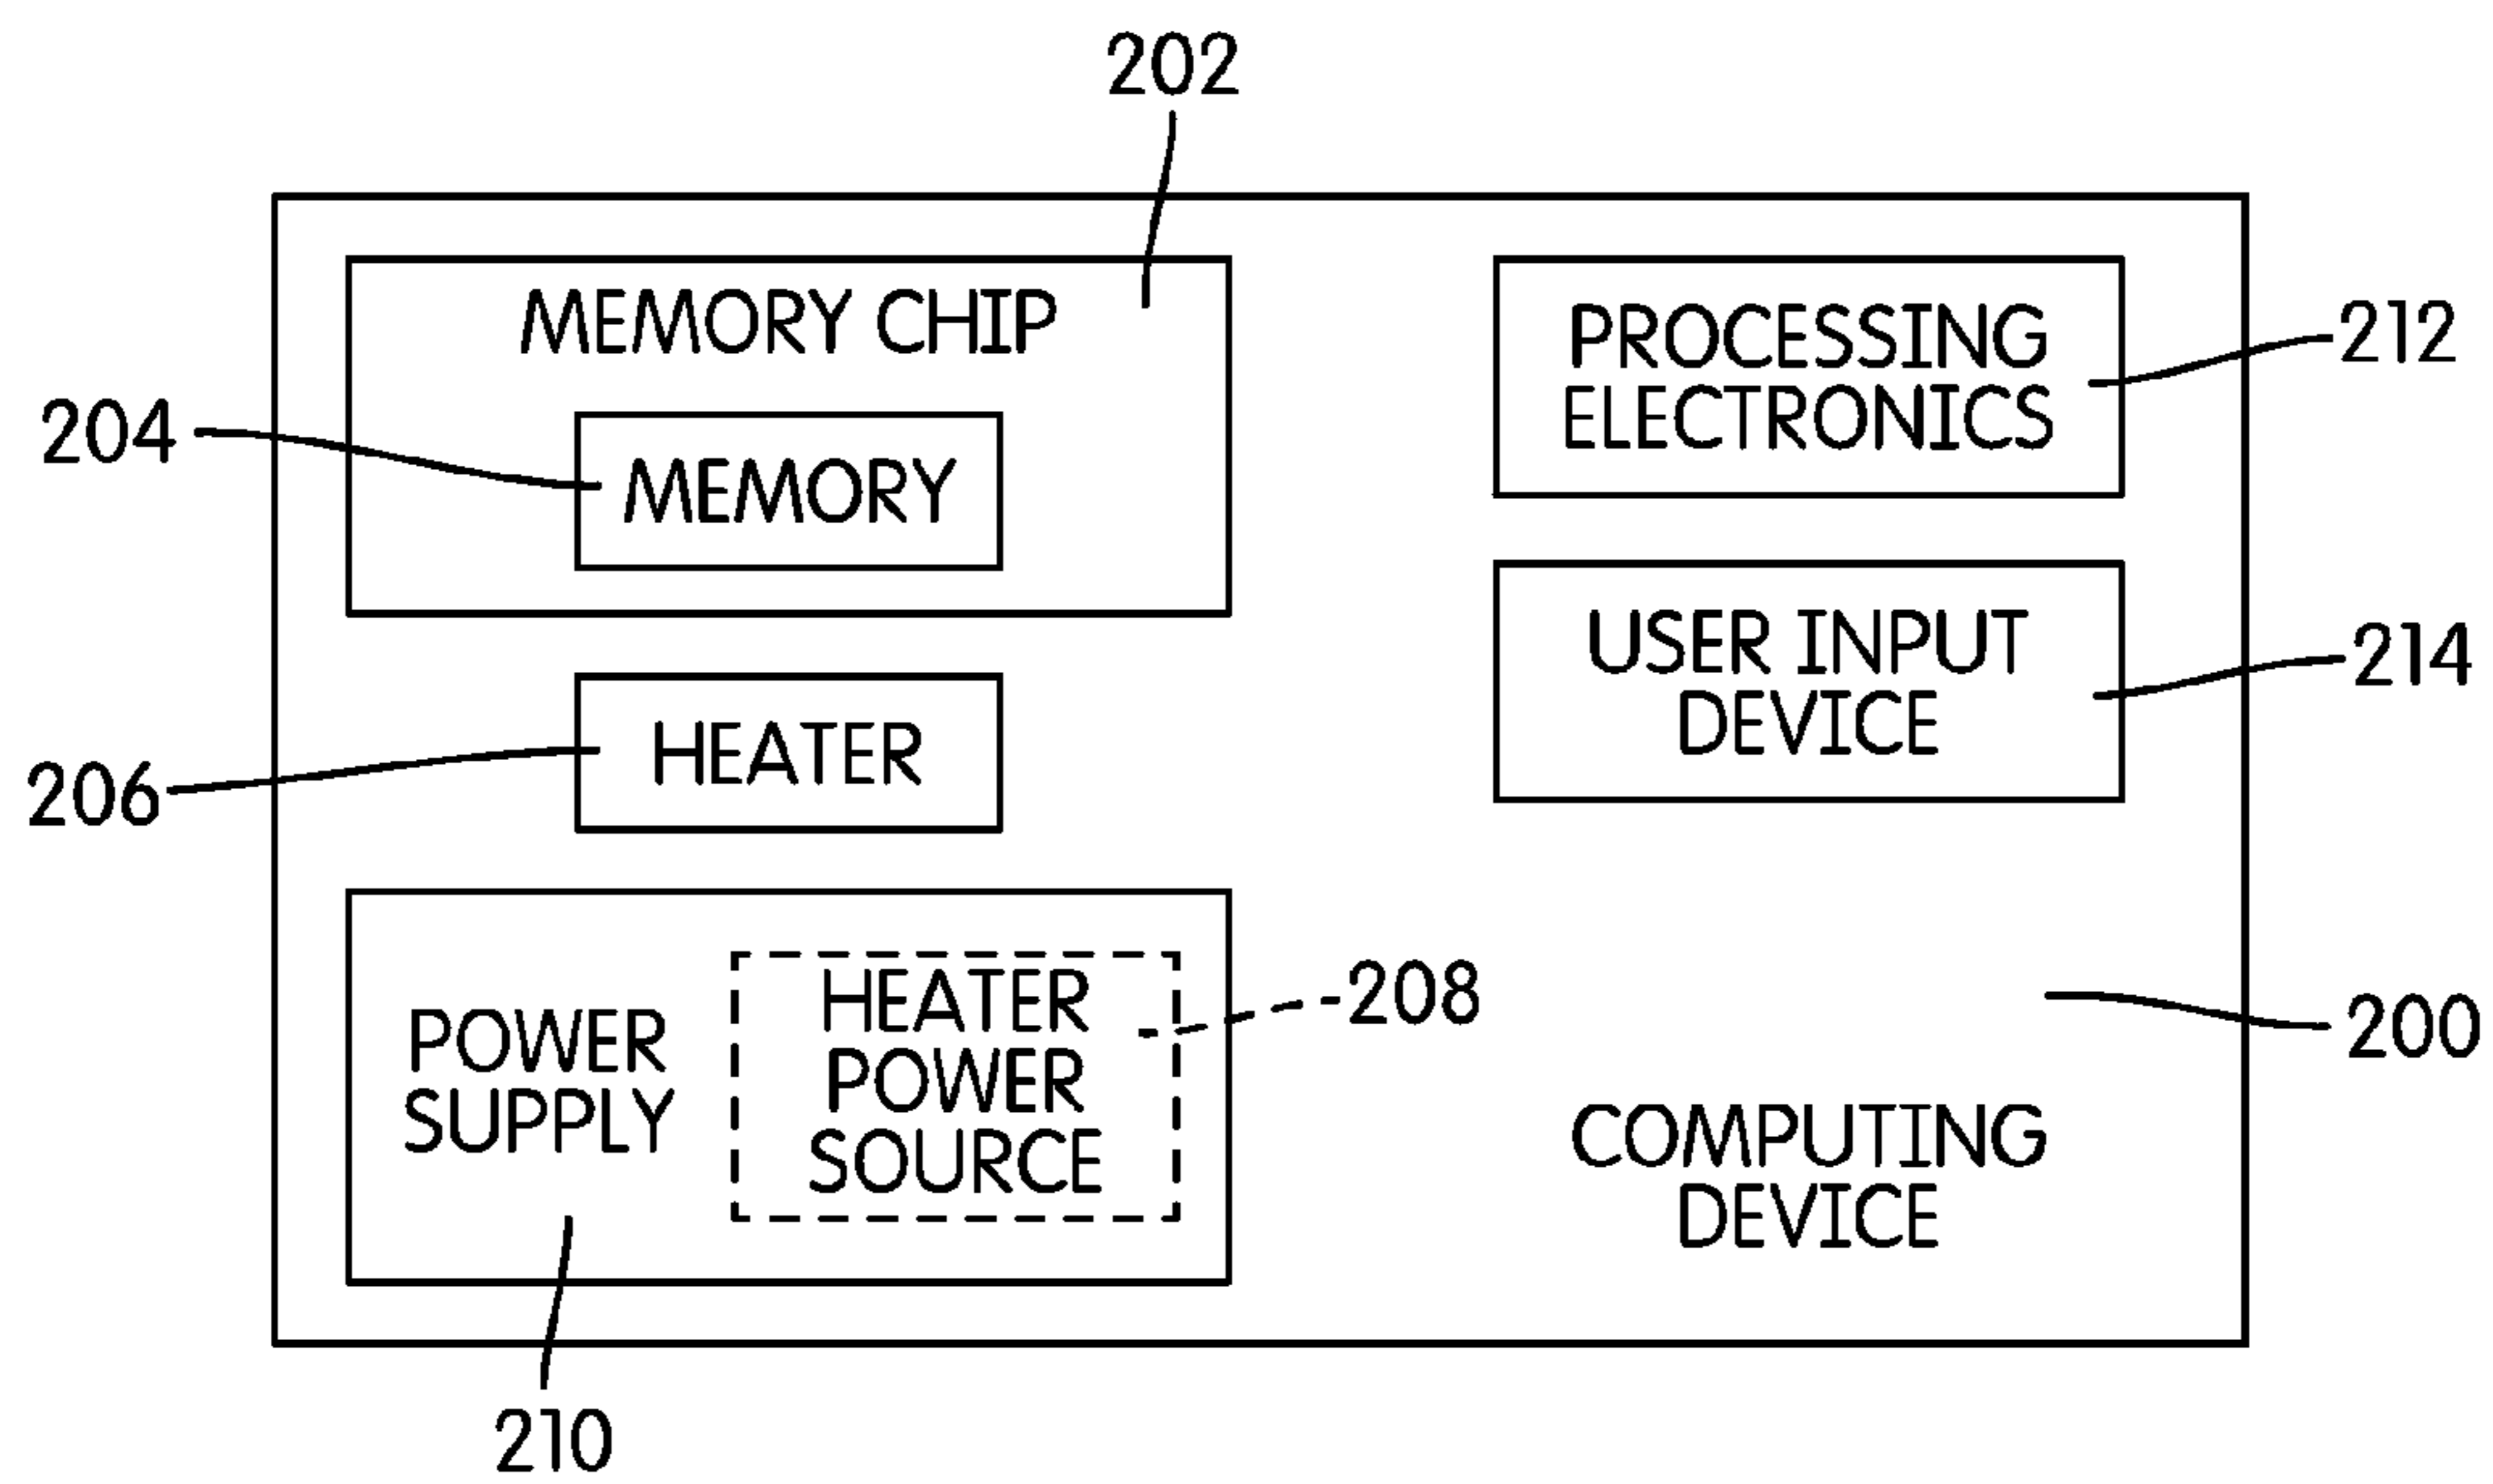 202
MEMORY CHIP
204
MEMORY
206
HEATER
POWER
SUPPLY
210
HEATER
POWER
SOURCE
208
PROCESSING
ELECTRONICS
212
USER INPUT
DEVICE
214
200
COMPUTING
DEVICE